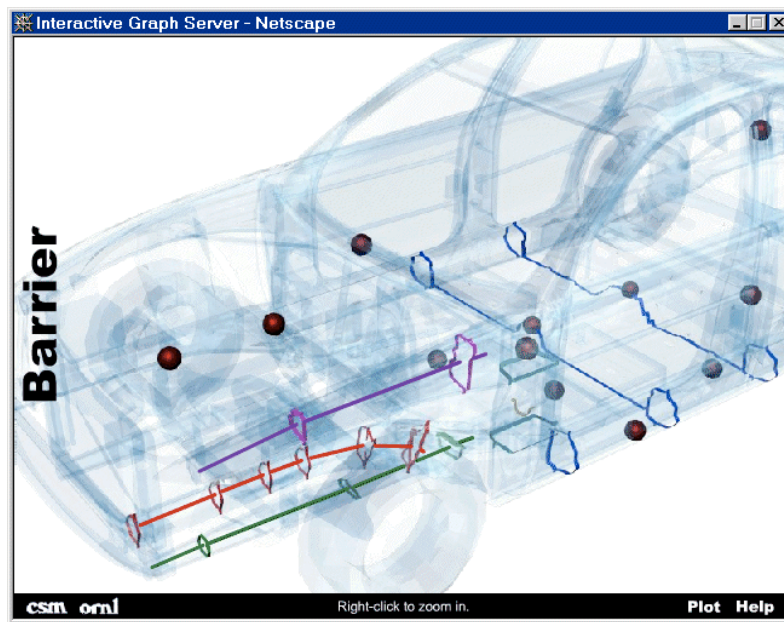 Interactive Graph Server - Netscape
Barrier
csm ornl
Right-click to zoom in.
Plot Help